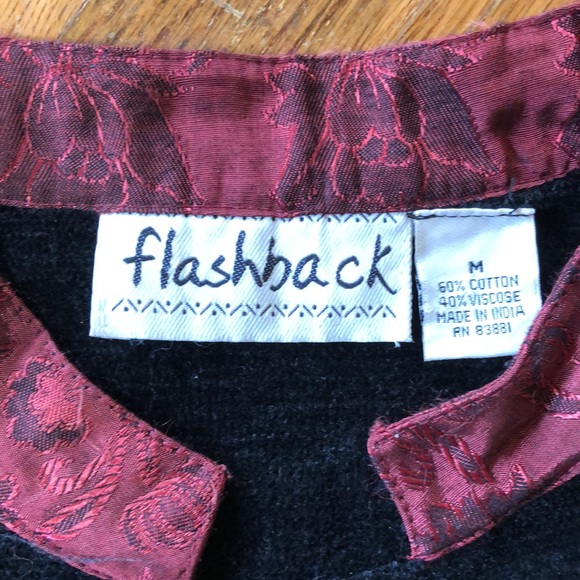 flashback
M
60% COTTON
40% VISCOSE
MADE IN INDIA
RN 83881